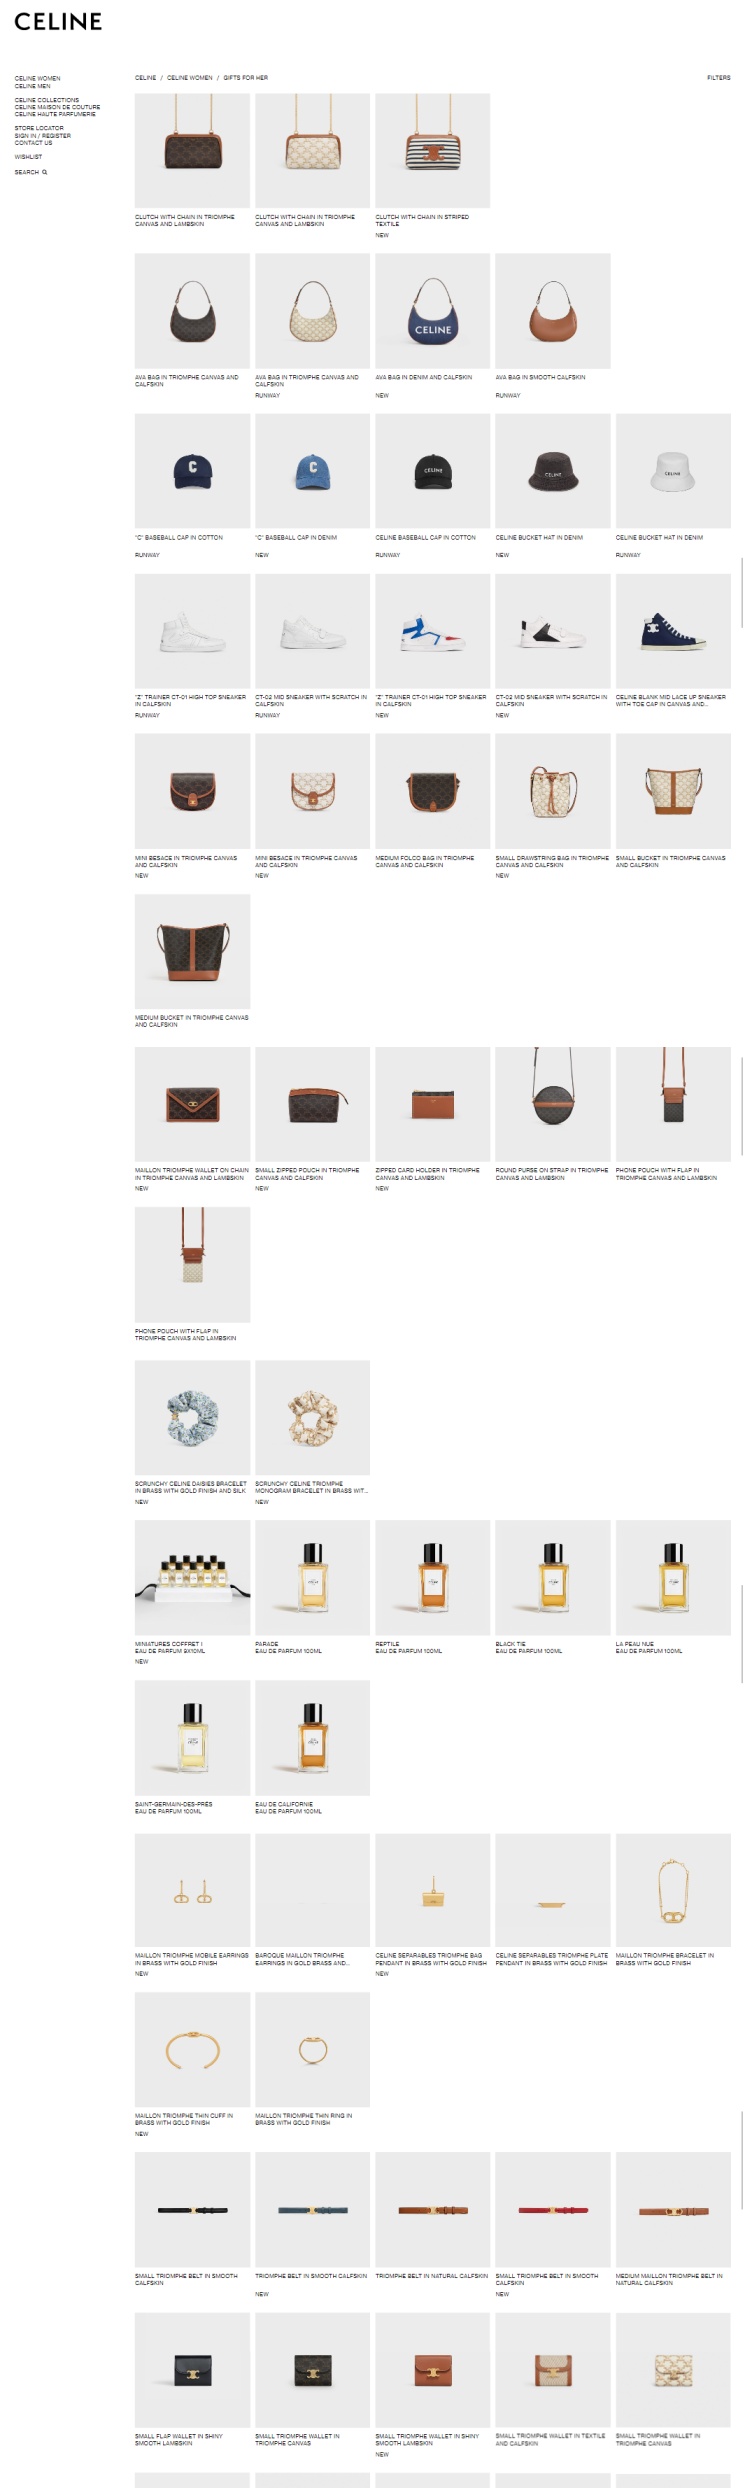 CELINE
CELINE WOMEN
CELINE MEN
CELINE COLLECTIONS
CELINE MAISON DE COUTURE
CELINE HAUTE PARFUMERIE
STORE LOCATOR
SIGN IN / REGISTER
CONTACT US
WISHLIST
SEARCH
CELINE / CELINE WOMEN / GIFTS FOR HER
FILTERS
CLUTCH WITH CHAIN IN TRIOMPHE
CANVAS AND LAMBSKIN
CLUTCH WITH CHAIN IN TRIOMPHE
CANVAS AND LAMBSKIN
CLUTCH WITH CHAIN IN STRIPED
TEXTILE
NEW
CELINE
AVA BAG IN TRIOMPHE CANVAS AND
CALFSKIN
AVA BAG IN TRIOMPHE CANVAS AND
CALFSKIN
RUNWAY
AVA BAG IN DENIM AND CALFSKIN
NEW
AVA BAG IN SMOOTH CALFSKIN
RUNWAY
C
C
CELINE
CELINE
CELINE
"C" BASEBALL CAP IN COTTON
RUNWAY
"C" BASEBALL CAP IN DENIM
NEW
CELINE BASEBALL CAP IN COTTON
RUNWAY
CELINE BUCKET HAT IN DENIM
NEW
CELINE BUCKET HAT IN DENIM
RUNWAY
"Z" TRAINER CT-01 HIGH TOP SNEAKER
IN CALFSKIN
RUNWAY
CT-02 MID SNEAKER WITH SCRATCH IN
CALFSKIN
RUNWAY
"Z" TRAINER CT-01 HIGH TOP SNEAKER
IN CALFSKIN
NEW
CT-02 MID SNEAKER WITH SCRATCH IN
CALFSKIN
NEW
CELINE BLANK MID LACE UP SNEAKER
WITH TOE CAP IN CANVAS AND...
MINI BESACE IN TRIOMPHE CANVAS
AND CALFSKIN
NEW
MINI BESACE IN TRIOMPHE CANVAS
AND CALFSKIN
NEW
MEDIUM FOLCO BAG IN TRIOMPHE
CANVAS AND CALFSKIN
SMALL DRAWSTRING BAG IN TRIOMPHE
CANVAS AND CALFSKIN
NEW
SMALL BUCKET IN TRIOMPHE CANVAS
AND CALFSKIN
MEDIUM BUCKET IN TRIOMPHE CANVAS
AND CALFSKIN
MAILLON TRIOMPHE WALLET ON CHAIN
IN TRIOMPHE CANVAS AND LAMBSKIN
NEW
SMALL ZIPPED POUCH IN TRIOMPHE
CANVAS AND CALFSKIN
NEW
ZIPPED CARD HOLDER IN TRIOMPHE
CANVAS AND LAMBSKIN
NEW
ROUND PURSE ON STRAP IN TRIOMPHE
CANVAS AND LAMBSKIN
PHONE POUCH WITH FLAP IN
TRIOMPHE CANVAS AND LAMBSKIN
PHONE POUCH WITH FLAP IN
TRIOMPHE CANVAS AND LAMBSKIN
SCRUNCHY CELINE DAISIES BRACELET
IN BRASS WITH GOLD FINISH AND SILK
NEW
SCRUNCHY CELINE TRIOMPHE
MONOGRAM BRACELET IN BRASS WIT...
NEW
MINIATURES COFFRET I
EAU DE PARFUM 9X10ML
NEW
PARADE
EAU DE PARFUM 100ML
REPTILE
EAU DE PARFUM 100ML
BLACK TIE
EAU DE PARFUM 100ML
LA PEAU NUE
EAU DE PARFUM 100ML
SAINT-GERMAIN-DES-PRÉS
EAU DE PARFUM 100ML
EAU DE CALIFORNIE
EAU DE PARFUM 100ML
MAILLON TRIOMPHE MOBILE EARRINGS
IN BRASS WITH GOLD FINISH
NEW
BAROQUE MAILLON TRIOMPHE
EARRINGS IN GOLD BRASS AND...
CELINE SEPARABLES TRIOMPHE BAG
PENDANT IN BRASS WITH GOLD FINISH
NEW
CELINE SEPARABLES TRIOMPHE PLATE
PENDANT IN BRASS WITH GOLD FINISH
MAILLON TRIOMPHE BRACELET IN
BRASS WITH GOLD FINISH
MAILLON TRIOMPHE THIN CUFF IN
BRASS WITH GOLD FINISH
NEW
MAILLON TRIOMPHE THIN RING IN
BRASS WITH GOLD FINISH
SMALL TRIOMPHE BELT IN SMOOTH
CALFSKIN
TRIOMPHE BELT IN SMOOTH CALFSKIN
NEW
TRIOMPHE BELT IN NATURAL CALFSKIN
SMALL TRIOMPHE BELT IN SMOOTH
CALFSKIN
NEW
MEDIUM MAILLON TRIOMPHE BELT IN
NATURAL CALFSKIN
SMALL FLAP WALLET IN SHINY
SMOOTH LAMBSKIN
SMALL TRIOMPHE WALLET IN
TRIOMPHE CANVAS
SMALL TRIOMPHE WALLET IN SHINY
SMOOTH LAMBSKIN
NEW
SMALL TRIOMPHE WALLET IN TEXTILE
AND CALFSKIN
SMALL TRIOMPHE WALLET IN
TRIOMPHE CANVAS